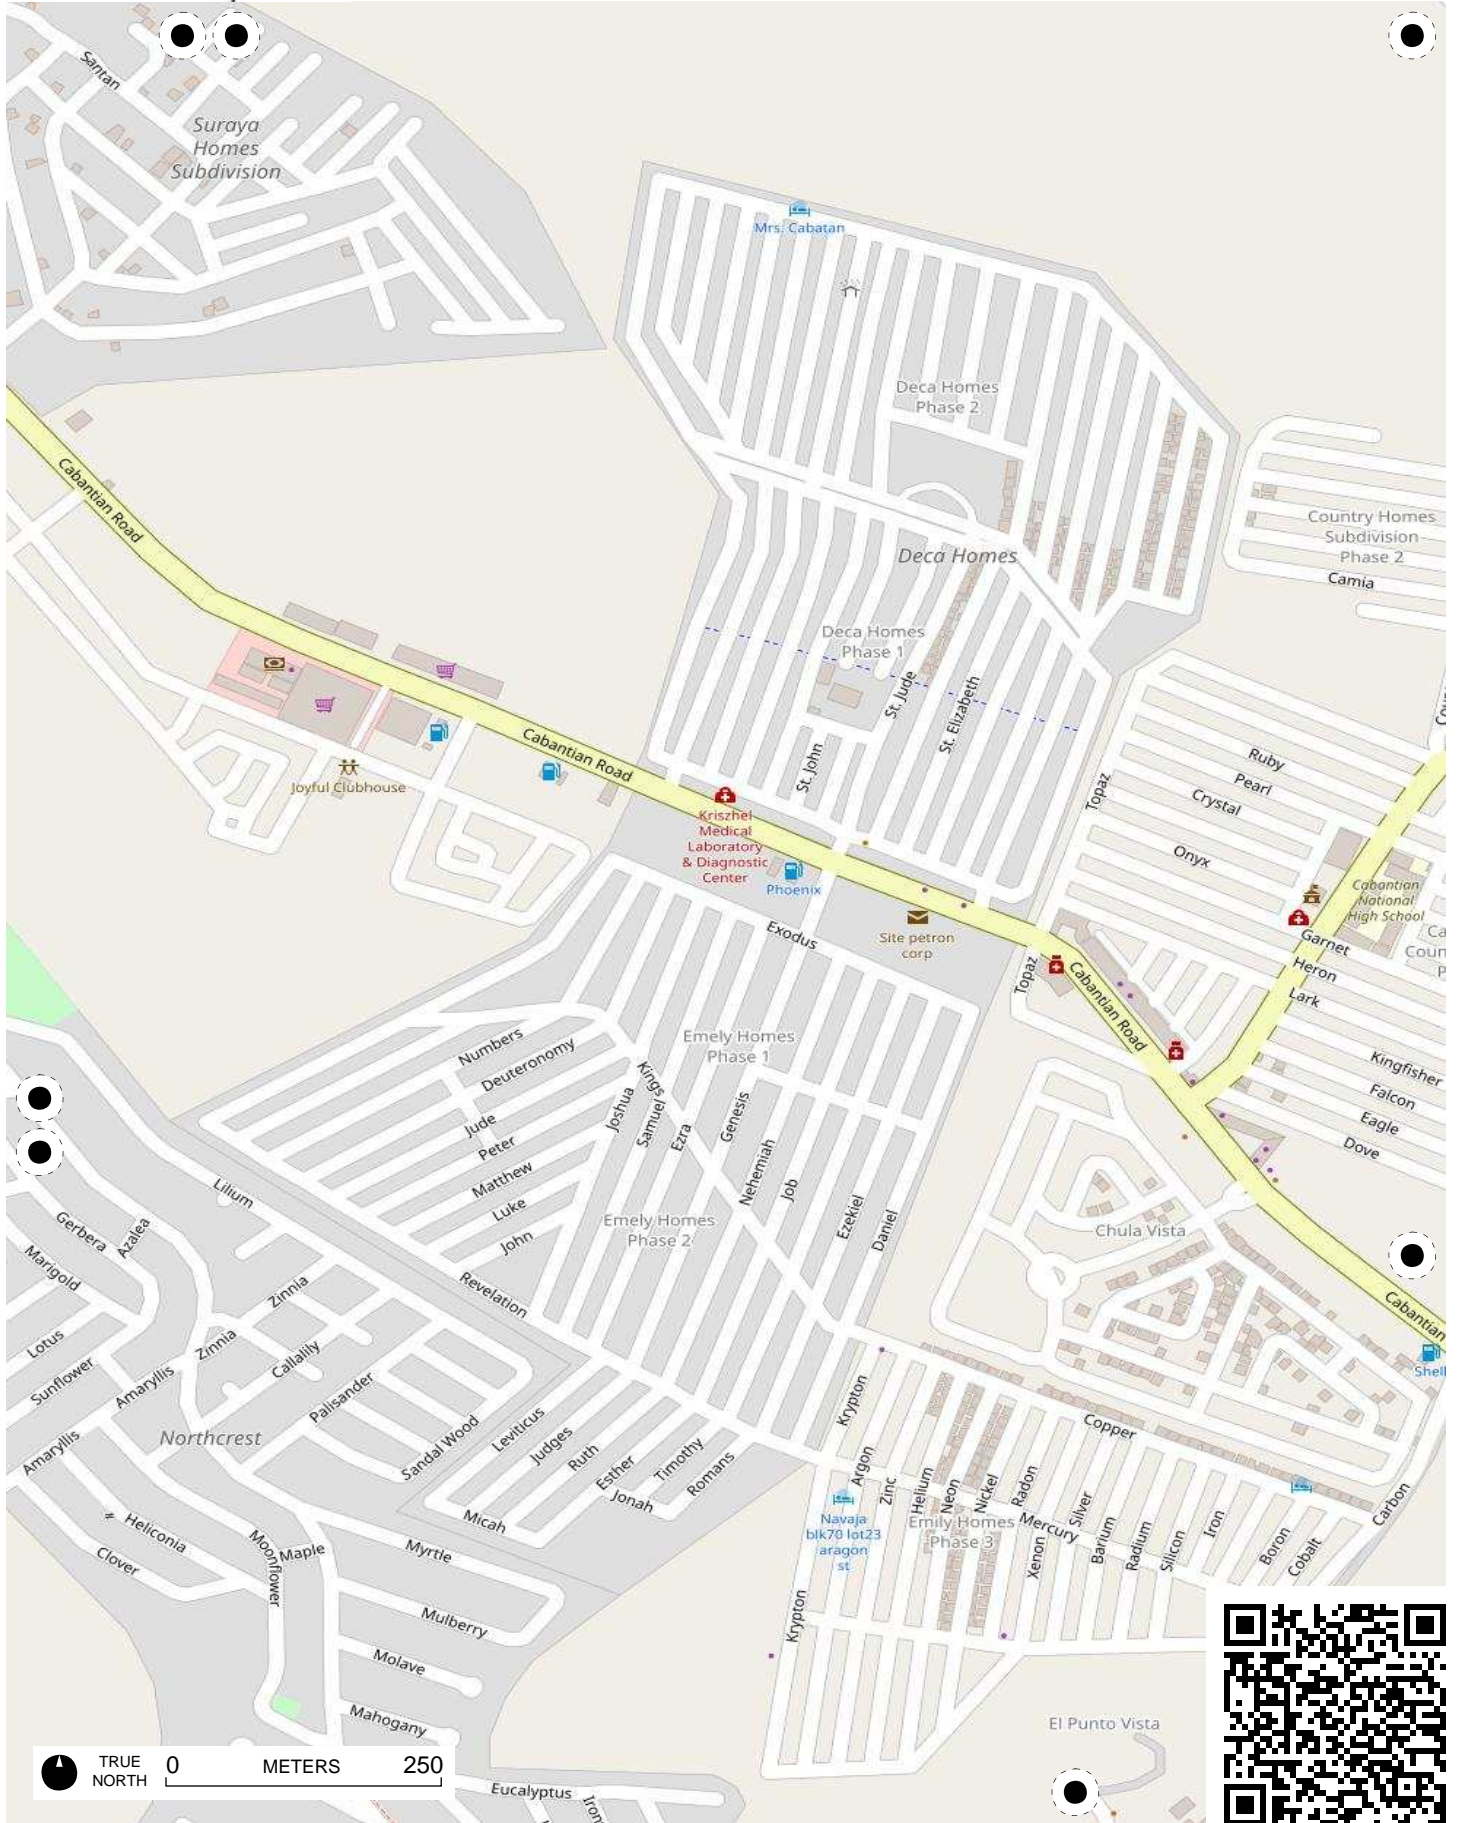 Santan
Suraya
Homes
Subdivision
Mrs. Cabatan
Deca Homes
Phase 2
Cabantian Road
Country Homes
Subdivision
Phase 2
Camia
Deca Homes
Deca Homes
Phase 1
St. Jude
St. Elizabeth
St. John
Cabantian Road
Joyful Clubhouse
Topaz
Ruby
Pearl
Crystal
Onyx
Kriszhel
Medical
Laboratory
& Diagnostic
Center
Phoenix
Site petron
corp
Exodus
Topaz
Cabantian Road
Cabantian
National
High School
Garnet
Heron
Lark
Kingfisher
Falcon
Eagle
Dove
Emely Homes
Phase 1
Numbers
Deuteronomy
Jude
Peter
Matthew
Luke
John
Kings
Joshua
Samuel
Ezra
Genesis
Nehemiah
Job
Ezekiel
Daniel
Emely Homes
Phase 2
Revelation
Chula Vista
Cabantian
Shell
Lilium
Gerbera
Azalea
Marigold
Zinnia
Zinnia
Lotus
Sunflower
Amaryllis
Callalily
Palisander
Amaryllis
Northcrest
Sandal Wood
Leviticus
Judges
Ruth
Esther
Timothy
Romans
Jonah
Micah
Krypton
Argon
Zinc
Helium
Neon
Nickel
Radon
Copper
Mercury
Silver
Barium
Radium
Silicon
Iron
Boron
Cobalt
Carbon
Xenon
Navaja
blk70 lot23
aragon
st
Emily Homes
Phase 3
Krypton
Heliconia
Clover
Moonflower
Maple
Myrtle
Mulberry
Molave
Mahogany
El Punto Vista
Eucalyptus
TRUE
NORTH
0 METERS 250